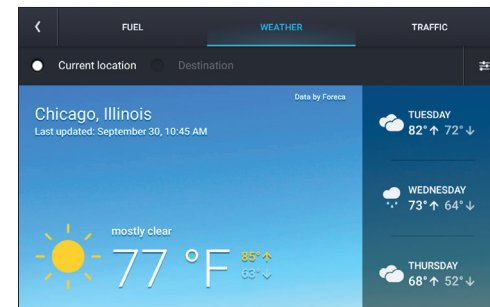 FUEL
WEATHER
TRAFFIC
Current location
Destination
Data by Foreca
Chicago, Illinois
Last updated: September 30, 10:45 AM
mostly clear
77 °F
85°↑
63°↓
TUESDAY
82°↑ 72°↓
WEDNESDAY
73°↑ 64°↓
THURSDAY
68°↑ 52°↓